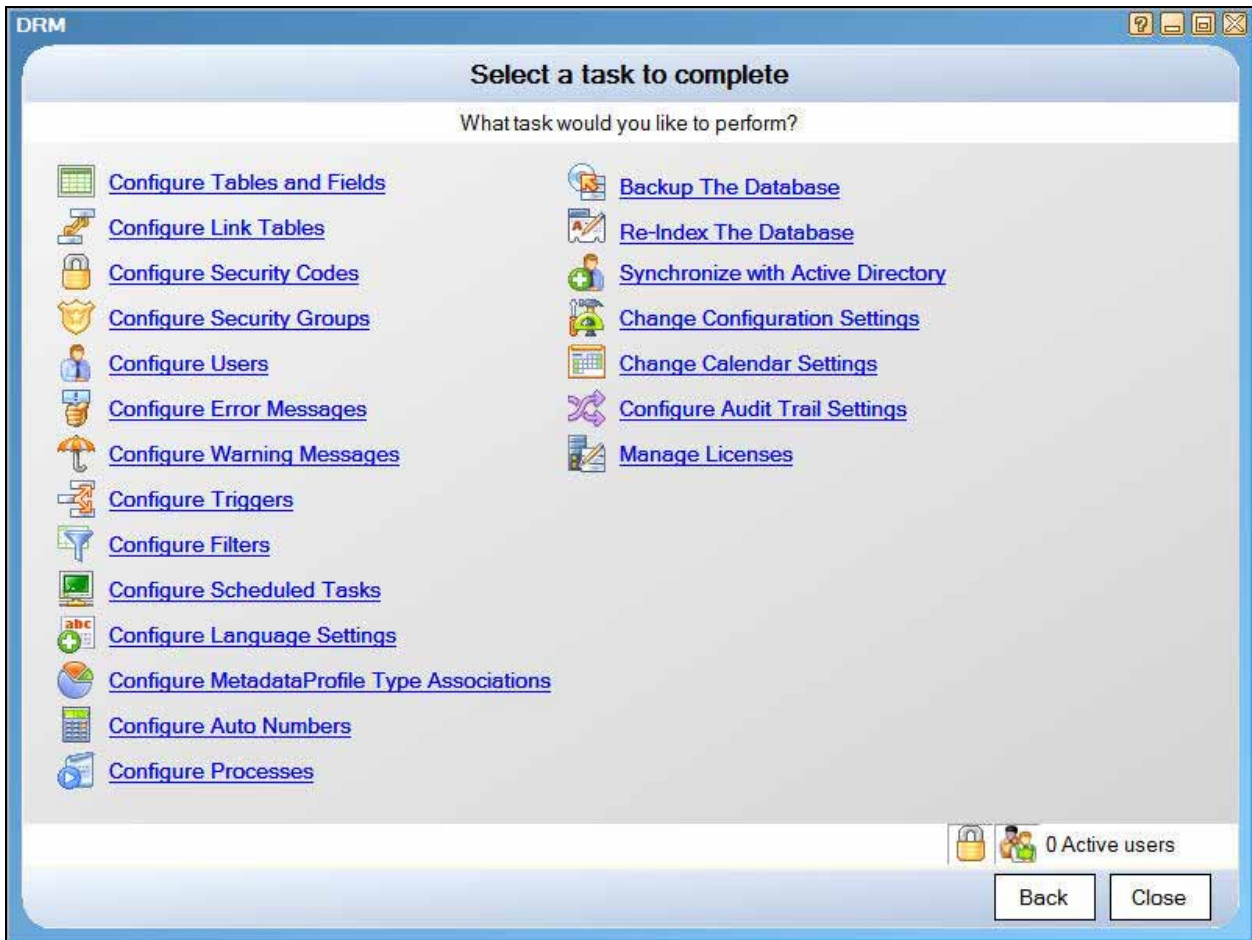 DRM
Select a task to complete
What task would you like to perform?
Configure Tables and Fields
Configure Link Tables
Configure Security Codes
Configure Security Groups
Configure Users
Configure Error Messages
Configure Warning Messages
Configure Triggers
Configure Filters
Configure Scheduled Tasks
abc
Configure Language Settings
Configure MetadataProfile Type Associations
Configure Auto Numbers
Configure Processes
Backup The Database
Re-Index The Database
Synchronize with Active Directory
Change Configuration Settings
Change Calendar Settings
Configure Audit Trail Settings
Manage Licenses
0 Active users
Back
Close